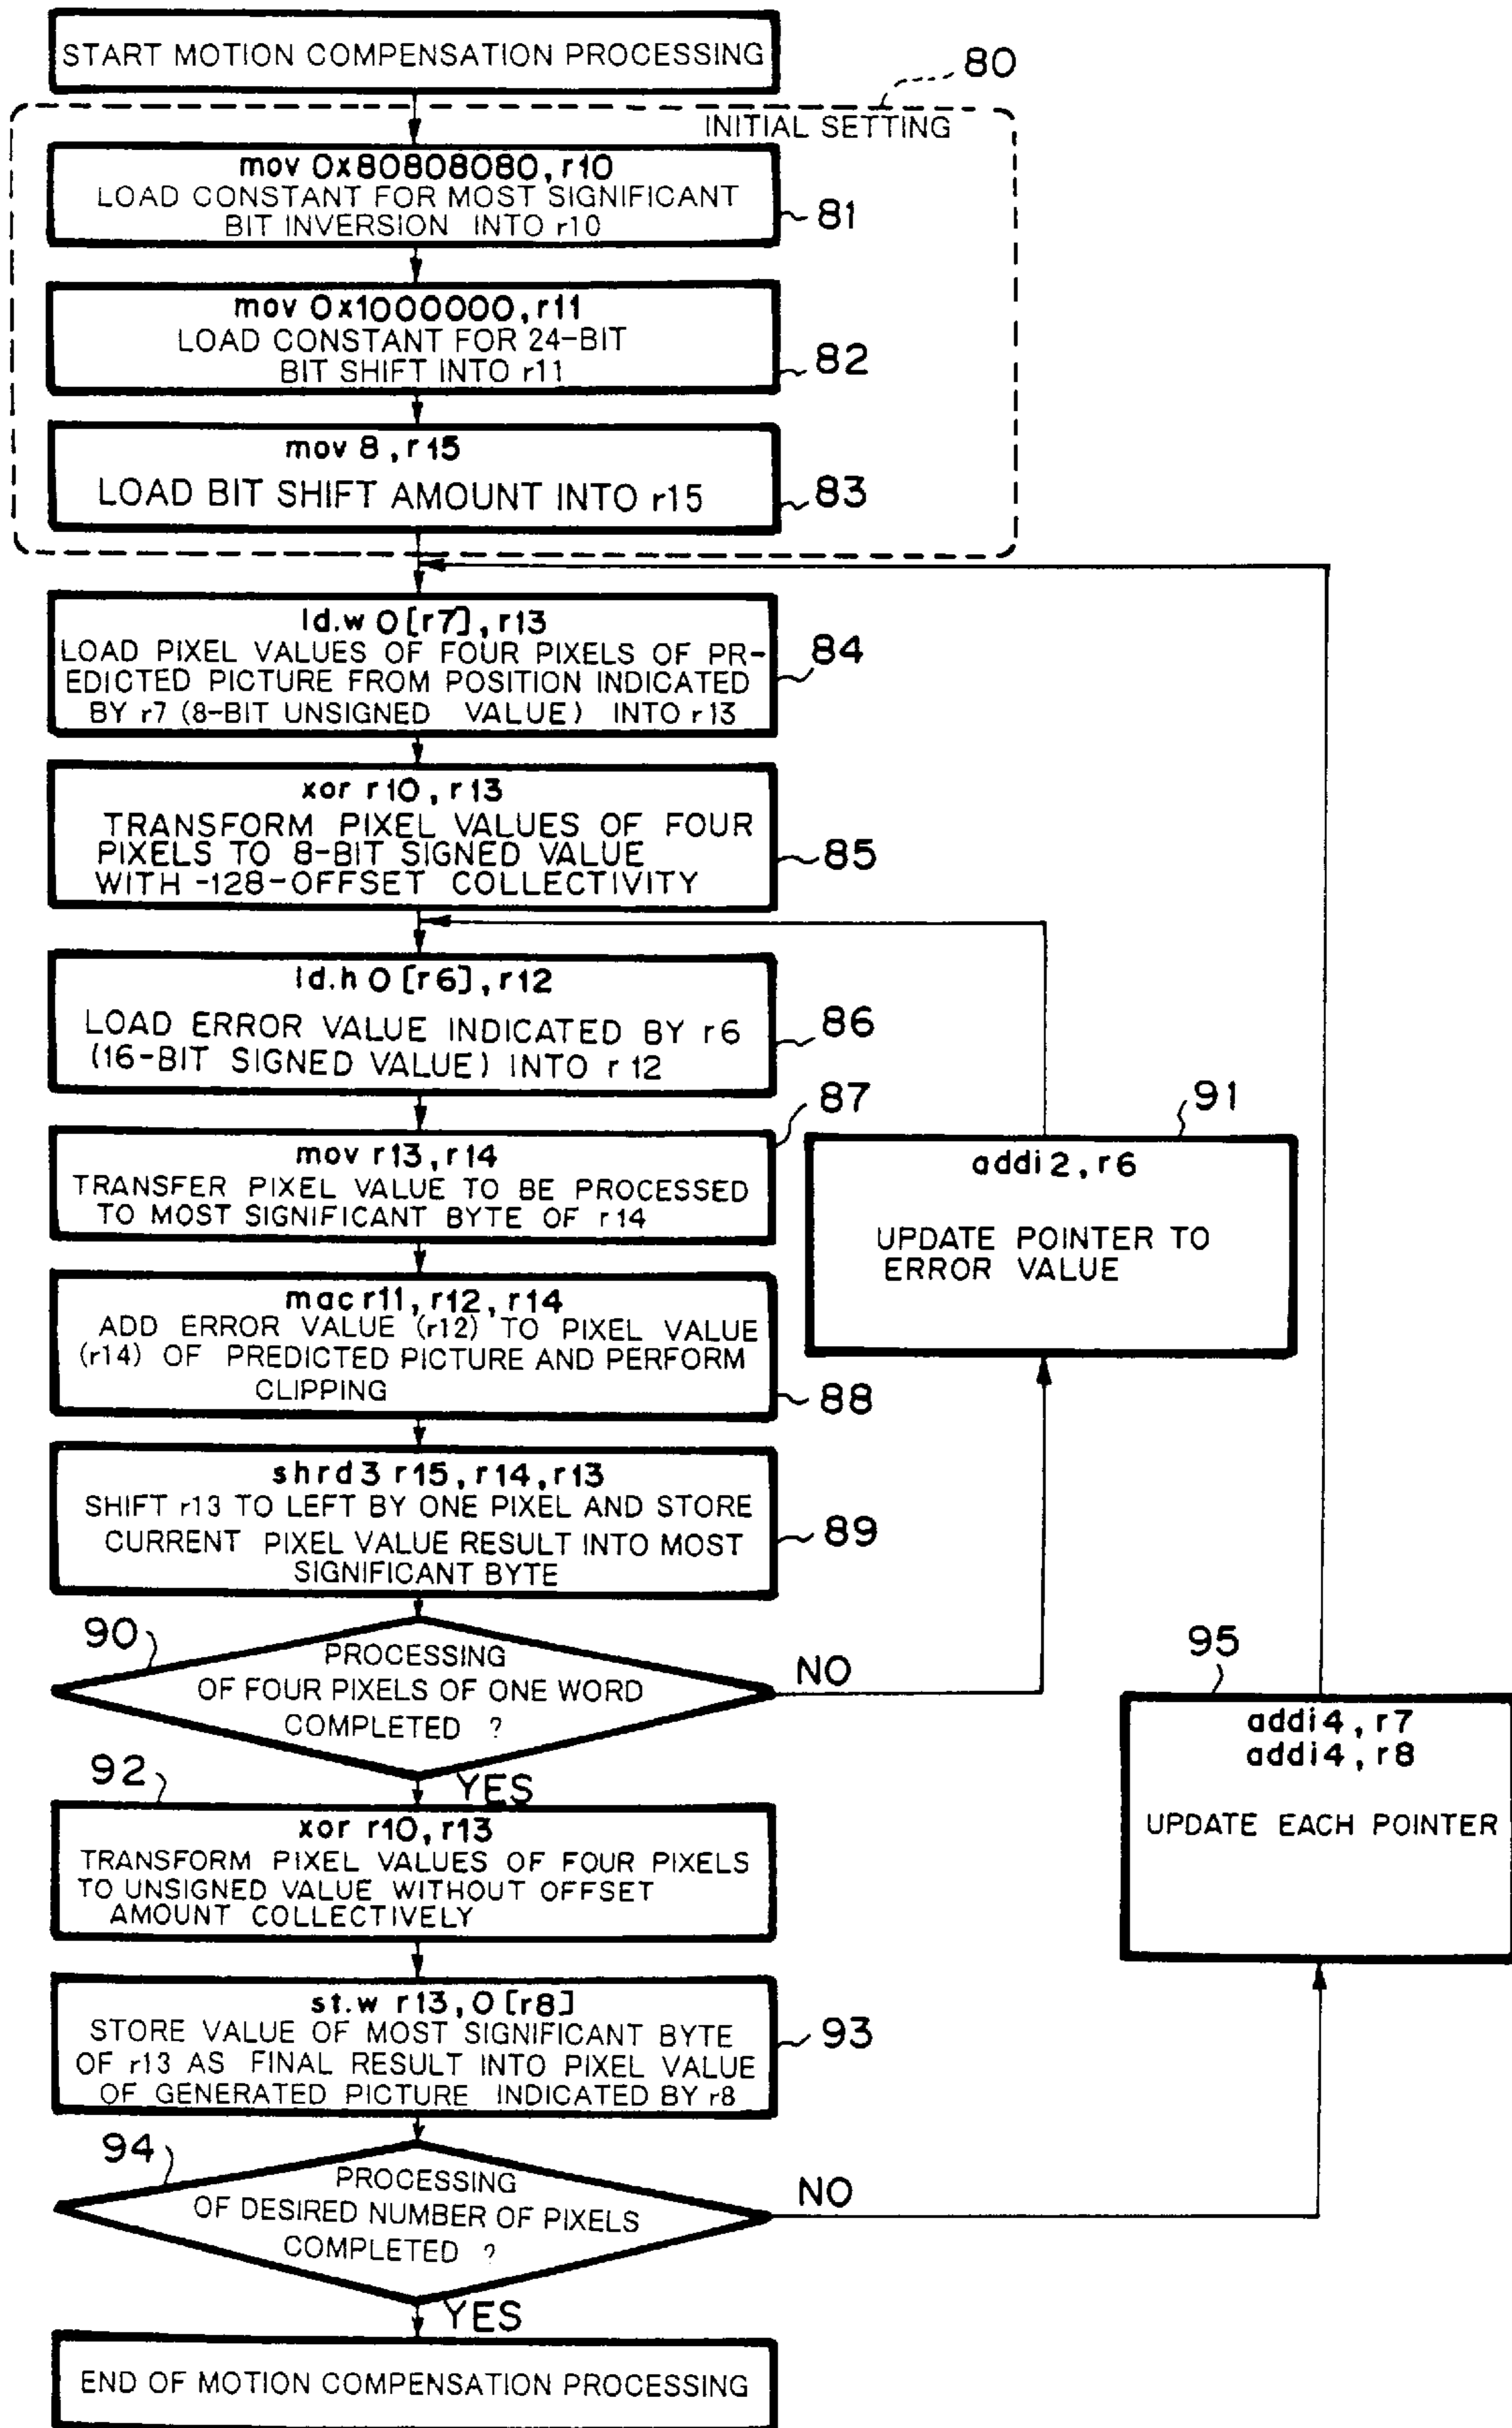 START MOTION COMPENSATION PROCESSING
80
INITIAL SETTING
mov 0x80808080, r10
LOAD CONSTANT FOR MOST SIGNIFICANT
BIT INVERSION INTO r10
81
mov 0x1000000, r11
LOAD CONSTANT FOR 24-BIT
BIT SHIFT INTO r11
82
mov 8, r15
LOAD BIT SHIFT AMOUNT INTO r15
83
ld.w 0[r7], r13
LOAD PIXEL VALUES OF FOUR PIXELS OF PR-
EDICTED PICTURE FROM POSITION INDICATED
BY r7 (8-BIT UNSIGNED VALUE) INTO r13
84
xor r10, r13
TRANSFORM PIXEL VALUES OF FOUR
PIXELS TO 8-BIT SIGNED VALUE
WITH -128-OFFSET COLLECTIVITY
85
ld.h 0[r6], r12
LOAD ERROR VALUE INDICATED BY r6
(16-BIT SIGNED VALUE) INTO r12
86
87
mov r13, r14
TRANSFER PIXEL VALUE TO BE PROCESSED
TO MOST SIGNIFICANT BYTE OF r14
91
addi2, r6
UPDATE POINTER TO
ERROR VALUE
mac r11, r12, r14
ADD ERROR VALUE (r12) TO PIXEL VALUE
(r14) OF PREDICTED PICTURE AND PERFORM
CLIPPING
88
shrd3 r15, r14, r13
SHIFT r13 TO LEFT BY ONE PIXEL AND STORE
CURRENT PIXEL VALUE RESULT INTO MOST
SIGNIFICANT BYTE
89
90
PROCESSING
OF FOUR PIXELS OF ONE WORD
COMPLETED ?
NO
YES
95
addi4, r7
addi4, r8
UPDATE EACH POINTER
92
xor r10, r13
TRANSFORM PIXEL VALUES OF FOUR PIXELS
TO UNSIGNED VALUE WITHOUT OFFSET
AMOUNT COLLECTIVELY
st.w r13, 0[r8]
STORE VALUE OF MOST SIGNIFICANT BYTE
OF r13 AS FINAL RESULT INTO PIXEL VALUE
OF GENERATED PICTURE INDICATED BY r8
93
94
PROCESSING
OF DESIRED NUMBER OF PIXELS
COMPLETED ?
NO
YES
END OF MOTION COMPENSATION PROCESSING